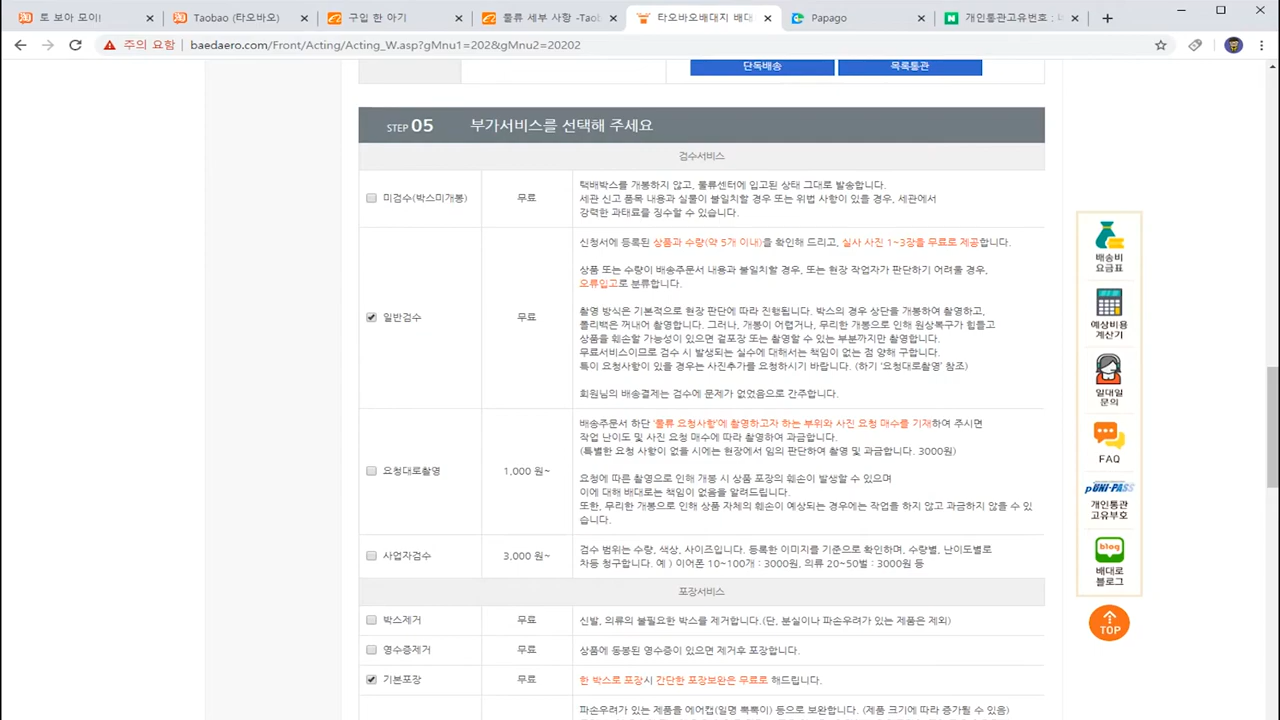 토 보아 모이!
Taobao (타오바오)
구입 한 아기
물류 세부 사항 -Taob
타오바오배대지 배대
Papago
개인통관고유번호 : 네
주의 요함
baedaero.com/Front/Acting/Acting_W.asp?gMnu1=202&gMnu2=20202
단독배송
목록통관
STEP 05 부가서비스를 선택해 주세요
검수서비스
미검수(박스미개봉)
무료
택배박스를 개봉하지 않고, 물류센터에 입고된 상태 그대로 발송합니다.
세관 신고 품목 내용과 실물이 불일치할 경우 또는 위법 사항이 있을 경우, 세관에서
강력한 과태료를 징수할 수 있습니다.
일반검수
무료
신청서에 등록된 상품과 수량(약 5개 이내)을 확인해 드리고, 실사 사진 1~3장을 무료로 제공합니다.
상품 또는 수량이 배송주문서 내용과 불일치할 경우, 또는 현장 작업자가 판단하기 어려울 경우,
오류입고로 분류합니다.
촬영 방식은 기본적으로 현장 판단에 따라 진행됩니다. 박스의 경우 상단을 개봉하여 촬영하고,
폴리백은 꺼내어 촬영합니다. 그러나, 개봉이 어렵거나, 무리한 개봉으로 인해 원상복구가 힘들고
상품을 훼손할 가능성이 있으면 겉포장 또는 촬영할 수 있는 부분까지만 촬영합니다.
무료서비스이므로 검수 시 발생되는 실수에 대해서는 책임이 없는 점 양해 구합니다.
특이 요청사항이 있을 경우는 사진추가를 요청하시기 바랍니다. (하기 '요청대로촬영' 참조)
회원님의 배송결제는 검수에 문제가 없었음으로 간주합니다.
요청대로촬영
1,000 원~
배송주문서 하단 '물류 요청사항'에 촬영하고자 하는 부위와 사진 요청 매수를 기재하여 주시면
작업 난이도 및 사진 요청 매수에 따라 촬영하여 과금합니다.
(특별한 요청 사항이 없을 시에는 현장에서 임의 판단하여 촬영 및 과금합니다. 3000원)
요청에 따른 촬영으로 인해 개봉 시 상품 포장의 훼손이 발생할 수 있으며
이에 대해 배대로는 책임이 없음을 알려드립니다.
또한, 무리한 개봉으로 인해 상품 자체의 훼손이 예상되는 경우에는 작업을 하지 않고 과금하지 않을 수 있
습니다.
3,000 원~
검수 범위는 수량, 색상, 사이즈입니다. 등록한 이미지를 기준으로 확인하며, 수량별, 난이도별로
차등 청구합니다. 예 ) 이어폰 10~100개 : 3000원, 의류 20~50벌 : 3000원 등
포장서비스
박스제거
무료
신발, 의류의 불필요한 박스를 제거합니다.(단, 분실이나 파손우려가 있는 제품은 제외)
영수증제거
무료
상품에 동봉된 영수증이 있으면 제거후 포장합니다.
기본포장
무료
한 박스로 포장시 간단한 포장보완은 무료로 해드립니다.
파손우려가 있는 제품을 에어캡(일명 뽁뽁이) 등으로 보완합니다. (제품 크기에 따라 증가될 수 있음)
배송비
요금표
예상비용
계산기
일대일
문의
FAQ
UNI-PASS
개인통관
고유부호
blog
배대로
블로그
TOP